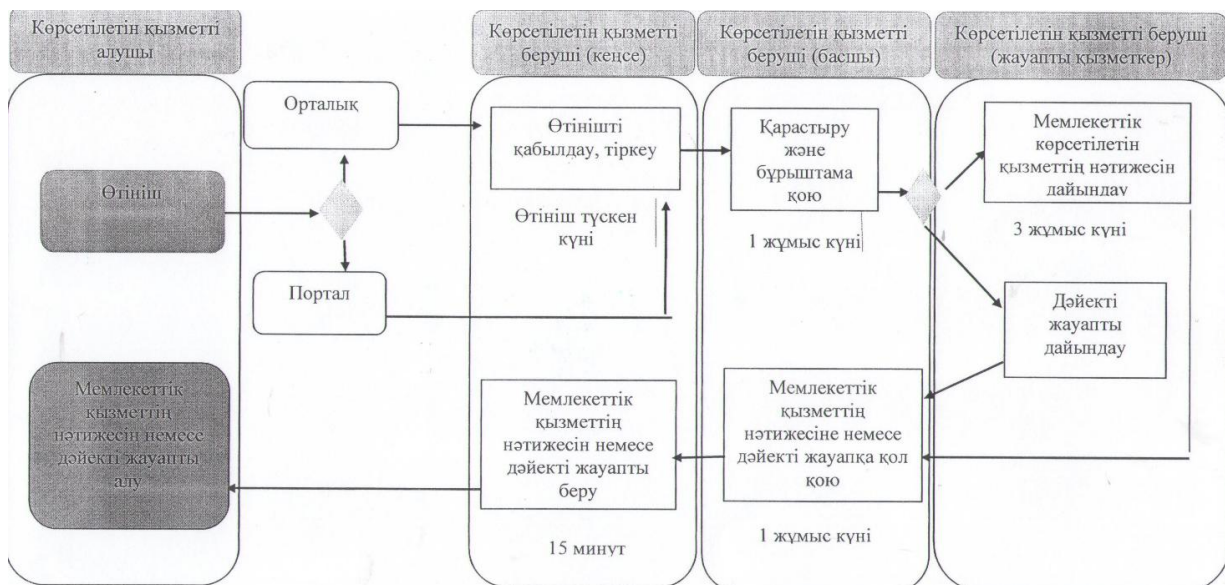 Көрсетілетін қызметті
алушы
Көрсетілетін қызметті
беруші (кеңсе)
Көрсетілетін қызметті
беруші (басшы)
Көрсетілетін қызметті беруші
(жауапты қызметкер)
Орталық
Өтініш
Портал
Өтінішті
қабылдау, тіркеу
Өтініш түскен
күні
Қарастыру
және
бұрыштама
қою
1 жұмыс күні
Мемлекеттік
көрсетілетін
қызметтің нәтижесін
дайындау
3 жұмыс күні
Дәйекті
жауапты
дайындау
Мемлекеттік
қызметтің
нәтижесін немесе
дәйекті жауапты
алу
Мемлекеттік
қызметтің
нәтижесін немесе
дәйекті жауапты
беру
15 минут
Мемлекеттік
қызметтің
нәтижесіне немесе
дәйекті жауапқа қол
қою
1 жұмыс күні